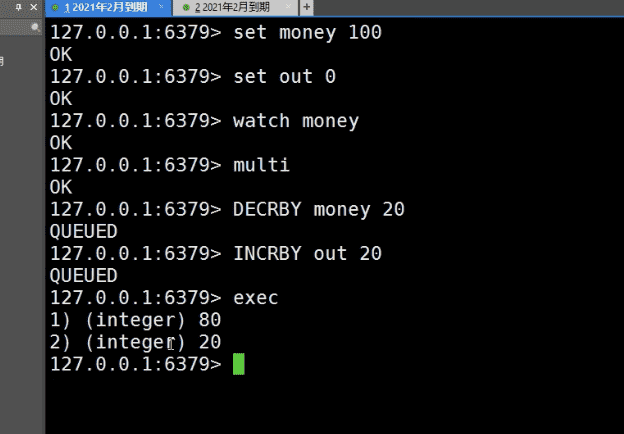 1 2021年2月到期
2 2021年2月到期
127.0.0.1:6379> set money 100
OK
127.0.0.1:6379> set out 0
OK
127.0.0.1:6379> watch money
OK
127.0.0.1:6379> multi
OK
127.0.0.1:6379> DECRBY money 20
QUEUED
127.0.0.1:6379> INCRBY out 20
QUEUED
127.0.0.1:6379> exec
1) (integer) 80
2) (integer) 20
127.0.0.1:6379>